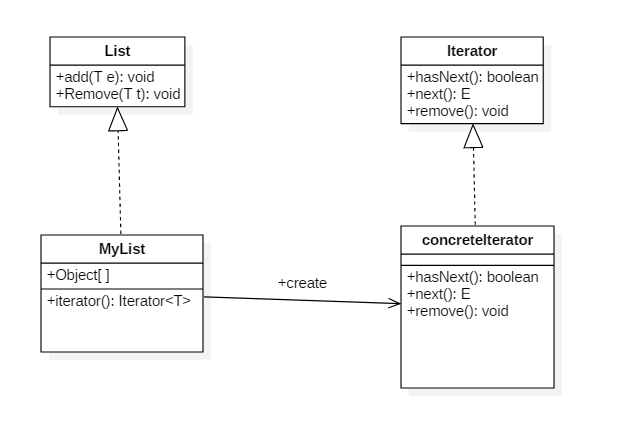 List
+add(T e): void
+Remove(T t): void
Iterator
+hasNext(): boolean
+next(): E
+remove(): void
MyList
+Object[ ]
+iterator(): Iterator<T>
+create
concreteIterator
+hasNext(): boolean
+next(): E
+remove(): void